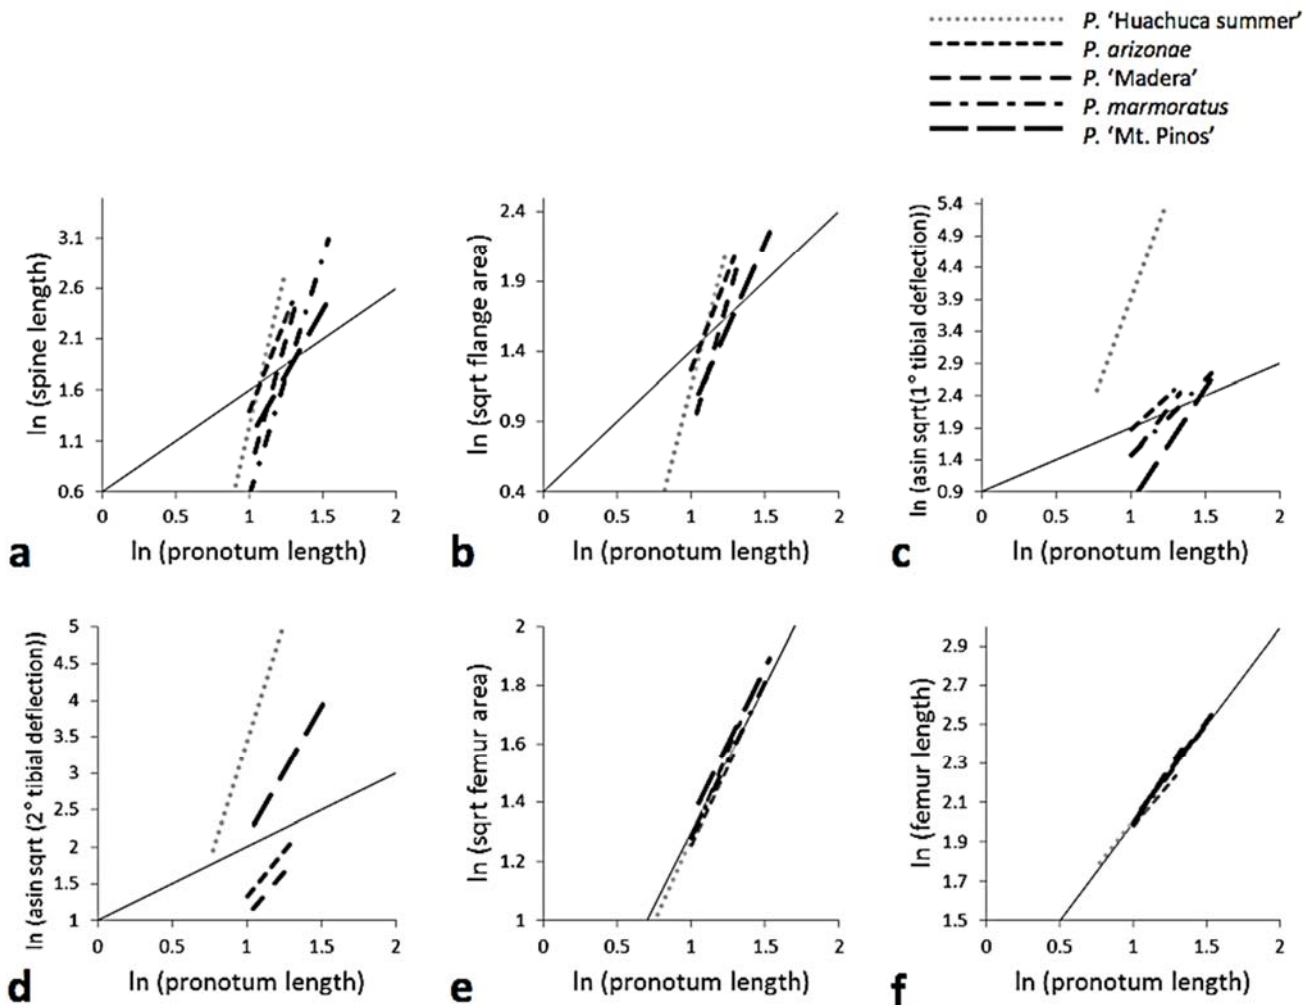 P. ‘Huachuca summer’
P. arizonae
P. ‘Madera’
P. marmoratus
P. ‘Mt. Pinos’
ln (spine length)
3.1
2.6
2.1
1.6
1.1
0.6
0 0.5 1 1.5 2
ln (pronotum length)
a
ln (sqrt flange area)
2.4
1.9
1.4
0.9
0.4
0 0.5 1 1.5 2
ln (pronotum length)
b
ln (asin sqrt(1° tibial deflection))
5.4
4.9
4.4
3.9
3.4
2.9
2.4
1.9
1.4
0.9
0 0.5 1 1.5 2
ln (pronotum length)
c
ln (asin sqrt (2° tibial deflection))
5
4.5
4
3.5
3
2.5
2
1.5
1
0 0.5 1 1.5 2
ln (pronotum length)
d
ln (sqrt femur area)
2
1.8
1.6
1.4
1.2
1
0 0.5 1 1.5 2
ln (pronotum length)
e
ln (femur length)
2.9
2.7
2.5
2.3
2.1
1.9
1.7
1.5
0 0.5 1 1.5 2
ln (pronotum length)
f